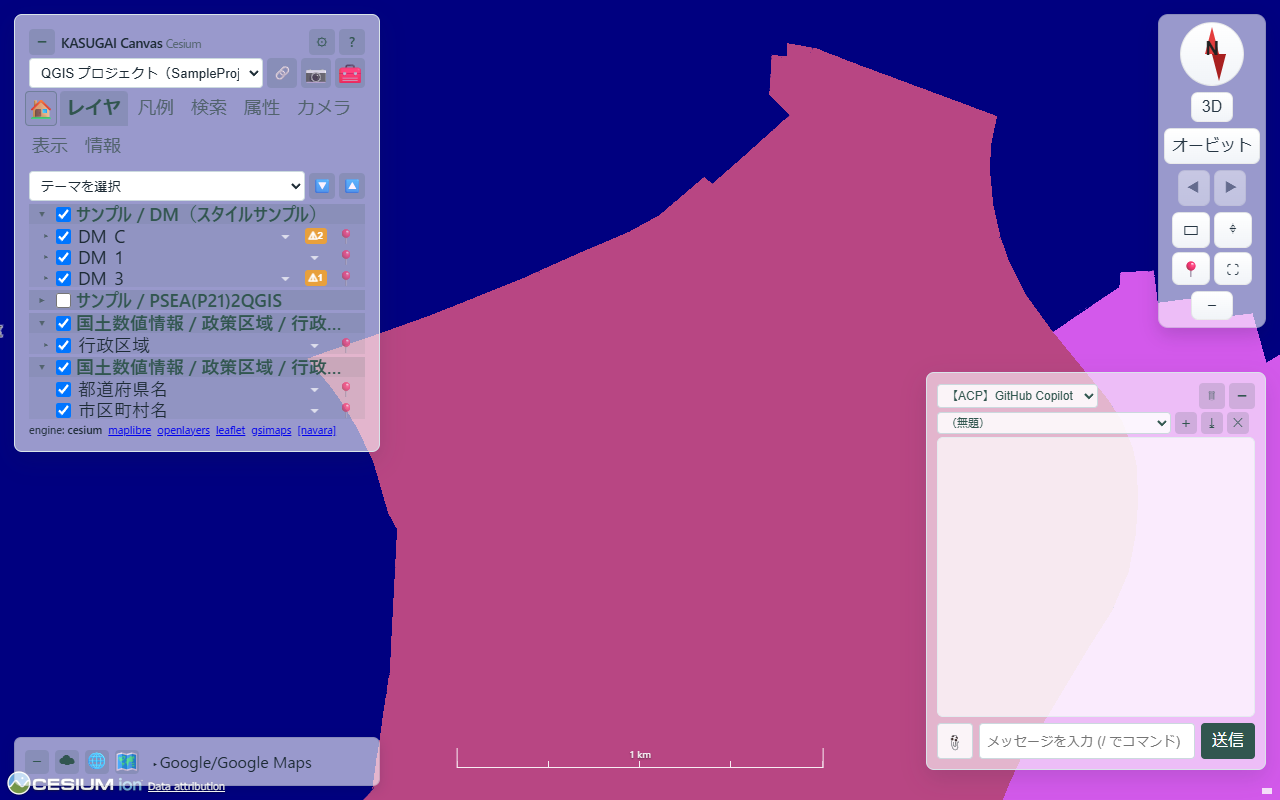 − KASUGAI Canvas Cesium ⚙ ?
QGIS プロジェクト（SampleProj
レイヤ 凡例 検索 属性 カメラ
表示 情報
テーマを選択
サンプル / DM（スタイルサンプル）
DM C ⚠2
DM 1
DM 3 ⚠1
サンプル / PSEA(P21)2QGIS
国土数値情報 / 政策区域 / 行政...
行政区域
国土数値情報 / 政策区域 / 行政...
都道府県名
市区町村名
engine: cesium maplibre openlayers leaflet gsimaps [navara]
N
3D
オービット
【ACP】GitHub Copilot
（無題）
メッセージを入力 (/ でコマンド) 送信
1 km
Google/Google Maps
CESIUM ion Data attribution